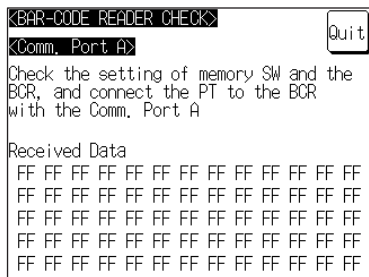 <BAR-CODE READER CHECK>
Quit
<Comm. Port A>
Check the setting of memory SW and the
BCR, and connect the PT to the BCR
with the Comm. Port A
Received Data
FF FF FF FF FF FF FF FF FF FF FF FF FF
FF FF FF FF FF FF FF FF FF FF FF FF FF
FF FF FF FF FF FF FF FF FF FF FF FF FF
FF FF FF FF FF FF FF FF FF FF FF FF FF
FF FF FF FF FF FF FF FF FF FF FF FF FF